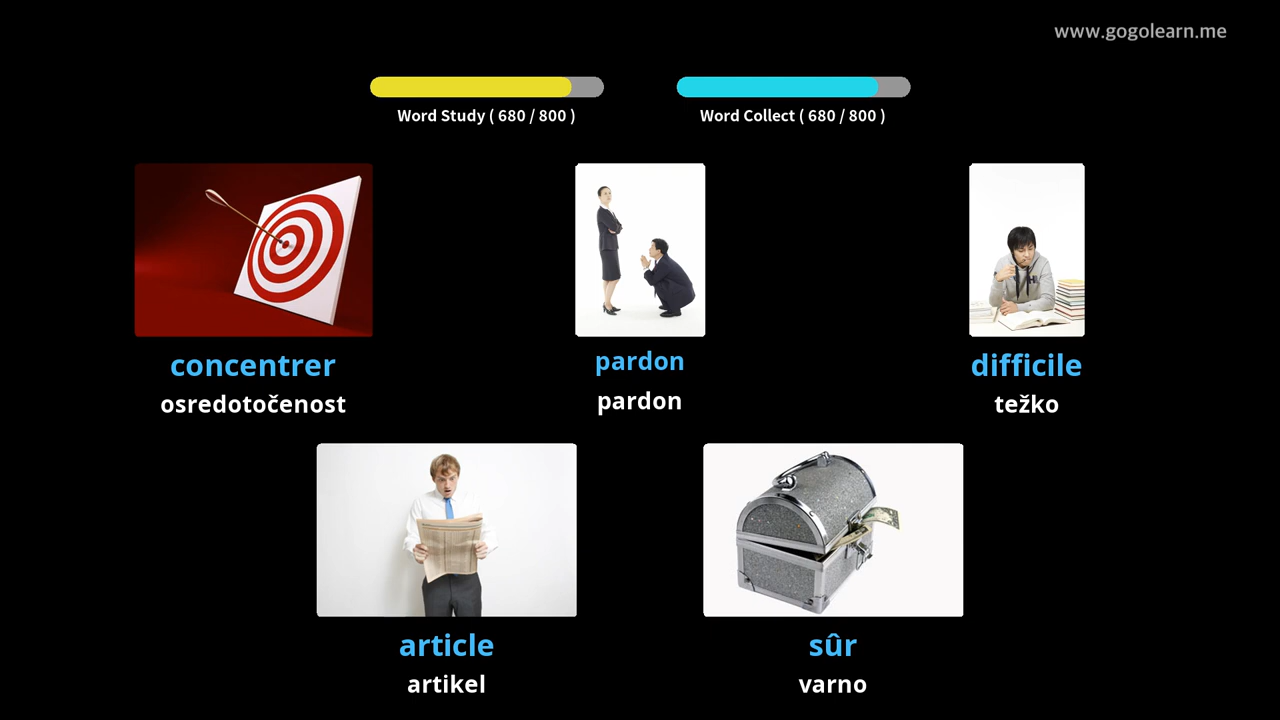 www.gogolearn.me
Word Study ( 680 / 800 )
Word Collect ( 680 / 800 )
concentrer
osredotočenost
pardon
pardon
difficile
težko
article
artikel
sûr
varno